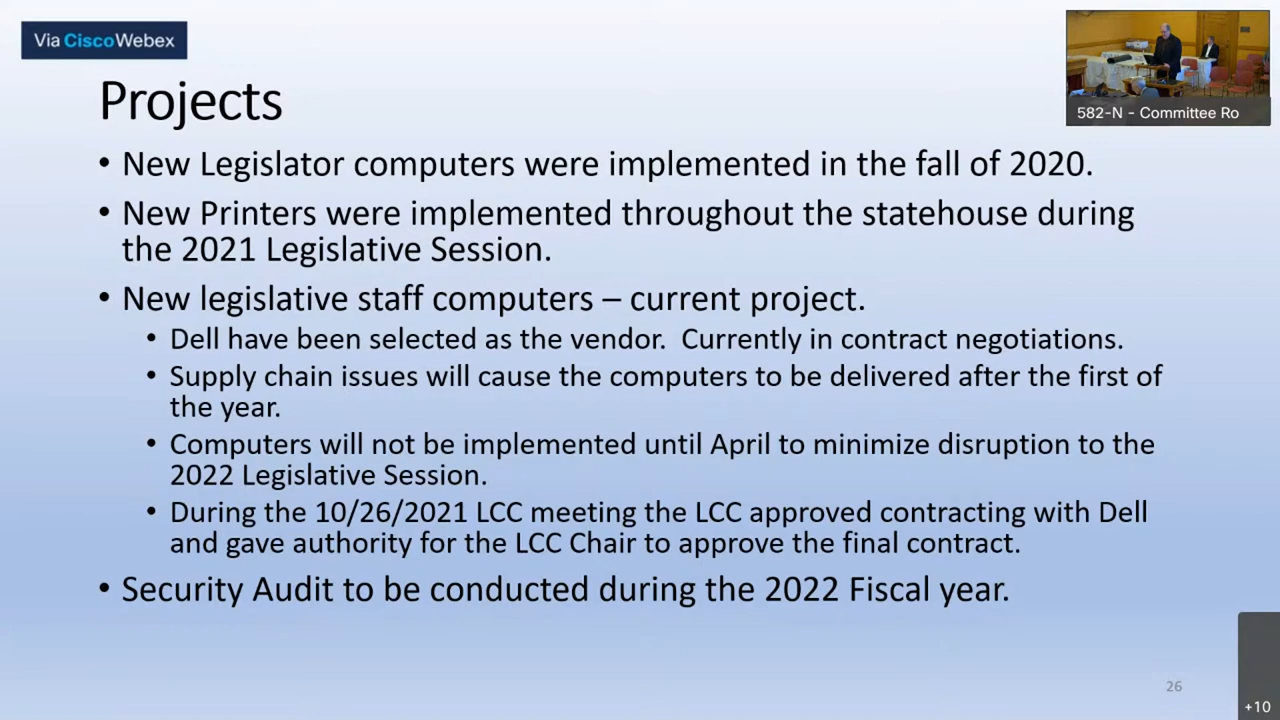 Via CiscoWebex
582-N - Committee Ro
Projects
• New Legislator computers were implemented in the fall of 2020.
• New Printers were implemented throughout the statehouse during
the 2021 Legislative Session.
• New legislative staff computers – current project.
• Dell have been selected as the vendor.  Currently in contract negotiations.
• Supply chain issues will cause the computers to be delivered after the first of
the year.
• Computers will not be implemented until April to minimize disruption to the
2022 Legislative Session.
• During the 10/26/2021 LCC meeting the LCC approved contracting with Dell
and gave authority for the LCC Chair to approve the final contract.
• Security Audit to be conducted during the 2022 Fiscal year.
26
+10